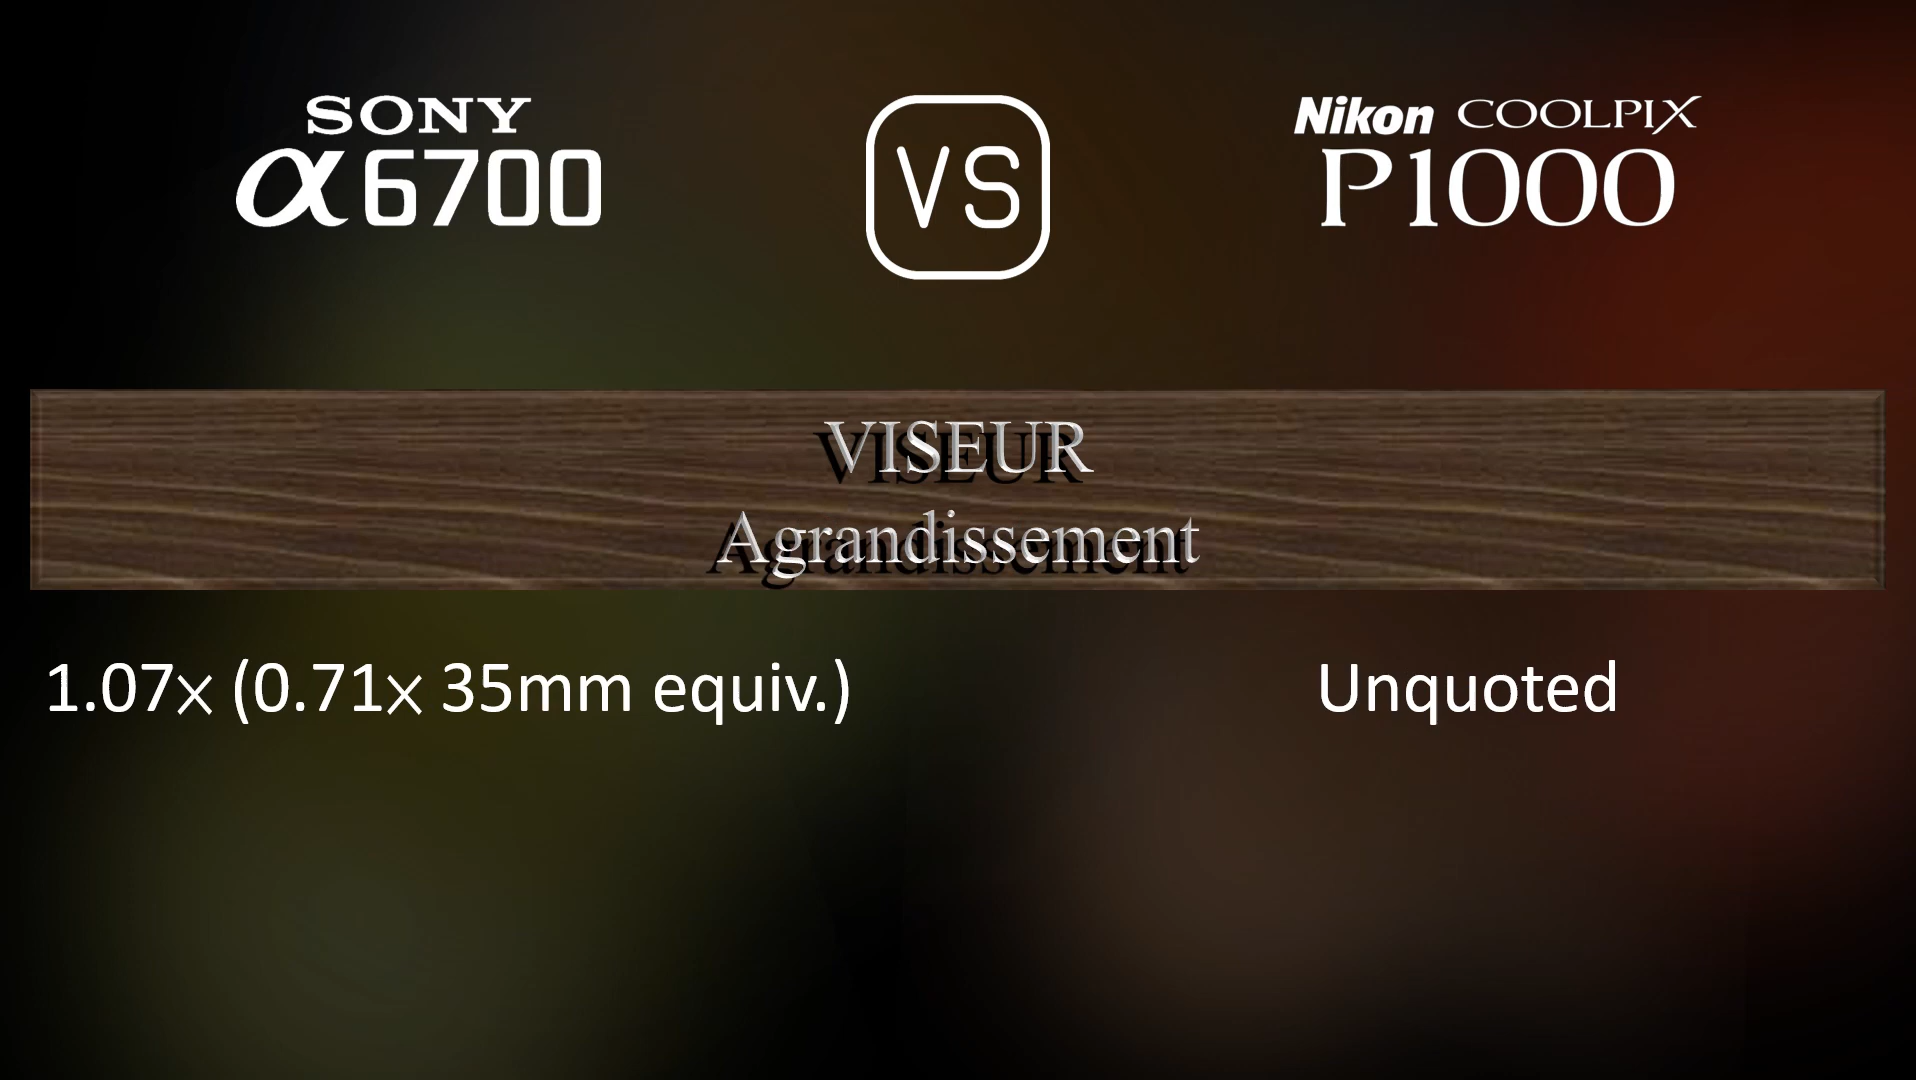 SONY
α6700
VS
Nikon COOLPIX
P1000
VISEUR
Agrandissement
1.07x (0.71x 35mm equiv.)
Unquoted